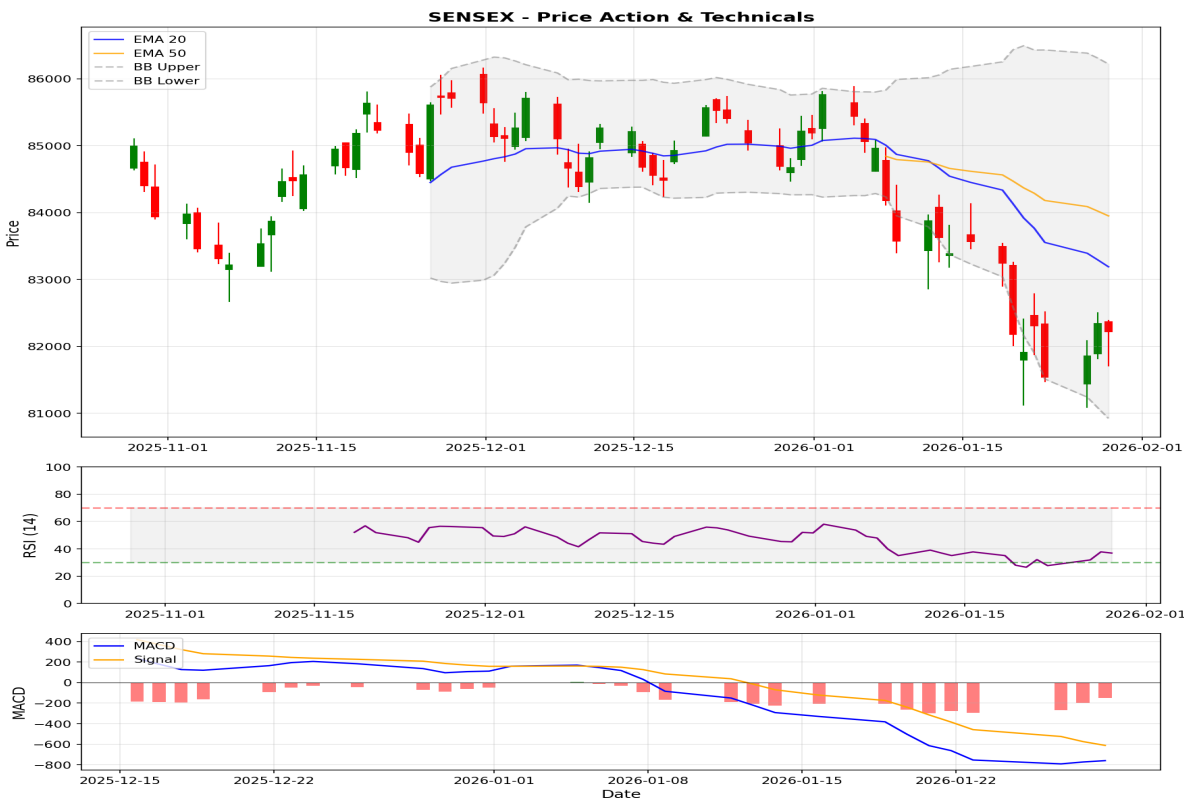 SENSEX - Price Action & Technicals
EMA 20
EMA 50
BB Upper
BB Lower
Price
86000
85000
84000
83000
82000
81000
2025-11-01 2025-11-15 2025-12-01 2025-12-15 2026-01-01 2026-01-15 2026-02-01
RSI (14)
100
80
60
40
20
0
2025-11-01 2025-11-15 2025-12-01 2025-12-15 2026-01-01 2026-01-15 2026-02-01
MACD
Signal
MACD
400
200
0
−200
−400
−600
−800
2025-12-15 2025-12-22 2026-01-01 2026-01-08 2026-01-15 2026-01-22
Date